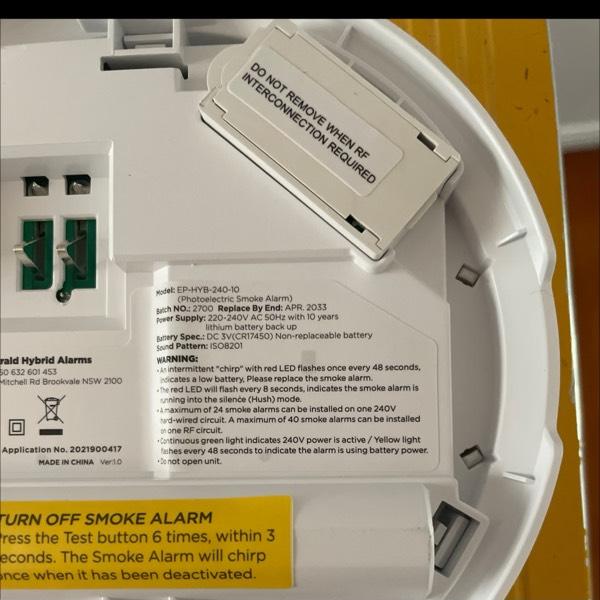 DO NOT REMOVE WHEN RF
INTERCONNECTION REQUIRED
Model: EP-HYB-240-10
(Photoelectric Smoke Alarm)
Batch NO.: 2700 Replace By End: APR. 2033
Power Supply: 220-240V AC 50Hz with 10 years
lithium battery back up
Battery Spec.: DC 3V(CR17450) Non-replaceable battery
Sound Pattern: ISO8201
WARNING:
• An intermittent "chirp" with red LED flashes once every 48 seconds,
indicates a low battery, Please replace the smoke alarm.
• The red LED will flash every 8 seconds, indicates the smoke alarm is
running into the silence (Hush) mode.
• A maximum of 24 smoke alarms can be installed on one 240V
hard-wired circuit. A maximum of 40 smoke alarms can be installed
on one RF circuit.
• Continuous green light indicates 240V power is active / Yellow light
flashes every 48 seconds to indicate the alarm is using battery power.
• Do not open unit.
rald Hybrid Alarms
60 632 601 453
Mitchell Rd Brookvale NSW 2100
Application No. 2021900417
MADE IN CHINA Ver:1.0
TURN OFF SMOKE ALARM
Press the Test button 6 times, within 3
econds. The Smoke Alarm will chirp
once when it has been deactivated.